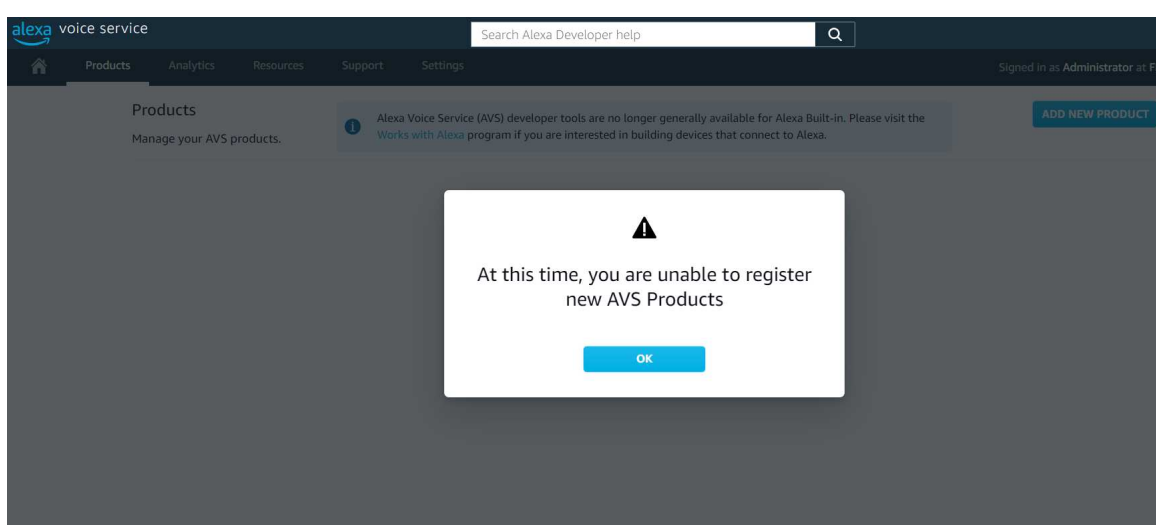 alexa voice service
Search Alexa Developer help
Products Analytics Resources Support Settings
Signed in as Administrator at F
Products
Manage your AVS products.
Alexa Voice Service (AVS) developer tools are no longer generally available for Alexa Built-in. Please visit the
Works with Alexa program if you are interested in building devices that connect to Alexa.
ADD NEW PRODUCT
At this time, you are unable to register
new AVS Products
OK